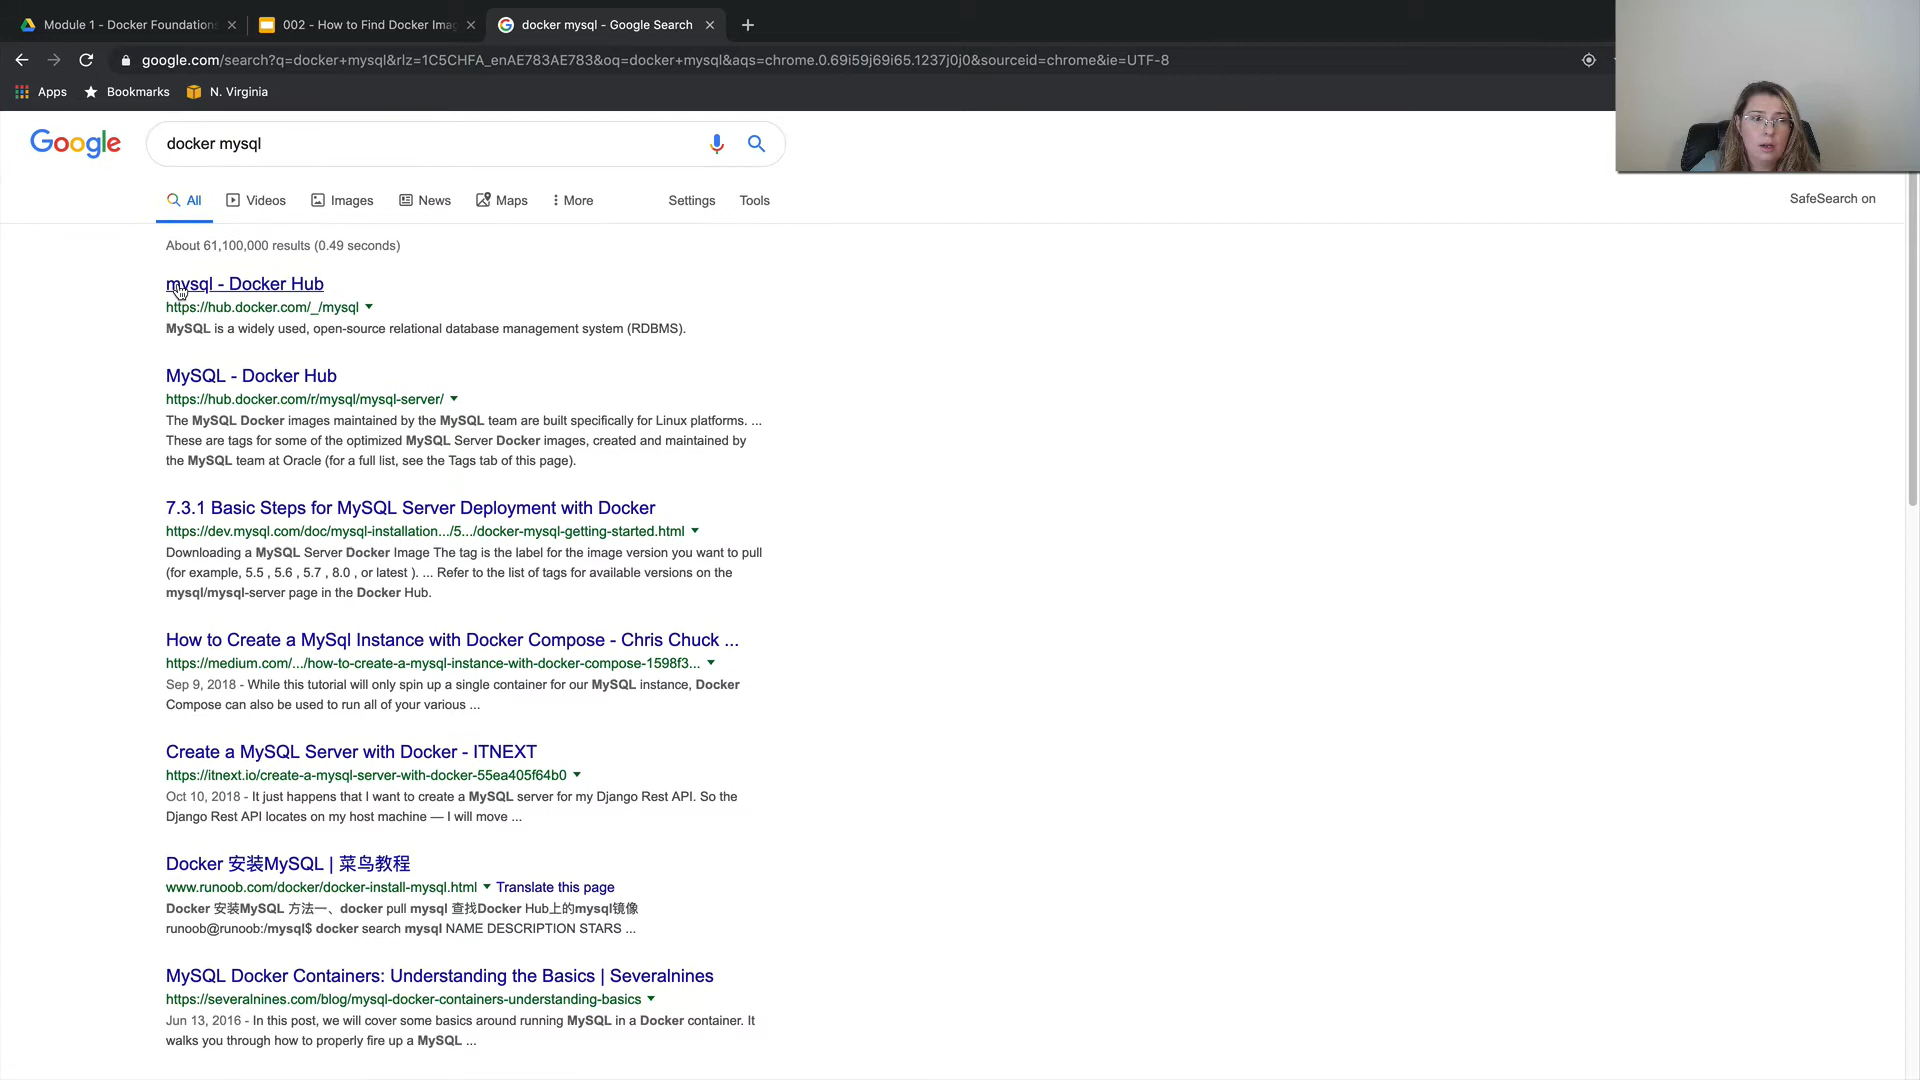 Module 1 - Docker Foundations
002 - How to Find Docker Imag
docker mysql - Google Search
google.com/search?q=docker+mysql&rlz=1C5CHFA_enAE783AE783&oq=docker+mysql&aqs=chrome.0.69i59j69i65.1237j0j0&sourceid=chrome&ie=UTF-8
Apps Bookmarks N. Virginia
Google docker mysql
All Videos Images News Maps More Settings Tools SafeSearch on
About 61,100,000 results (0.49 seconds)
mysql - Docker Hub
https://hub.docker.com/_/mysql
MySQL is a widely used, open-source relational database management system (RDBMS).
MySQL - Docker Hub
https://hub.docker.com/r/mysql/mysql-server/
The MySQL Docker images maintained by the MySQL team are built specifically for Linux platforms. ...
These are tags for some of the optimized MySQL Server Docker images, created and maintained by
the MySQL team at Oracle (for a full list, see the Tags tab of this page).
7.3.1 Basic Steps for MySQL Server Deployment with Docker
https://dev.mysql.com/doc/mysql-installation.../5.../docker-mysql-getting-started.html
Downloading a MySQL Server Docker Image The tag is the label for the image version you want to pull
(for example, 5.5 , 5.6 , 5.7 , 8.0 , or latest ). ... Refer to the list of tags for available versions on the
mysql/mysql-server page in the Docker Hub.
How to Create a MySql Instance with Docker Compose - Chris Chuck ...
https://medium.com/.../how-to-create-a-mysql-instance-with-docker-compose-1598f3...
Sep 9, 2018 - While this tutorial will only spin up a single container for our MySQL instance, Docker
Compose can also be used to run all of your various ...
Create a MySQL Server with Docker - ITNEXT
https://itnext.io/create-a-mysql-server-with-docker-55ea405f64b0
Oct 10, 2018 - It just happens that I want to create a MySQL server for my Django Rest API. So the
Django Rest API locates on my host machine — I will move ...
Docker 安装MySQL | 菜鸟教程
www.runoob.com/docker/docker-install-mysql.html Translate this page
Docker 安装MySQL 方法一、docker pull mysql 查找Docker Hub上的mysql镜像
runoob@runoob:/mysql$ docker search mysql NAME DESCRIPTION STARS ...
MySQL Docker Containers: Understanding the Basics | Severalnines
https://severalnines.com/blog/mysql-docker-containers-understanding-basics
Jun 13, 2016 - In this post, we will cover some basics around running MySQL in a Docker container. It
walks you through how to properly fire up a MySQL ...